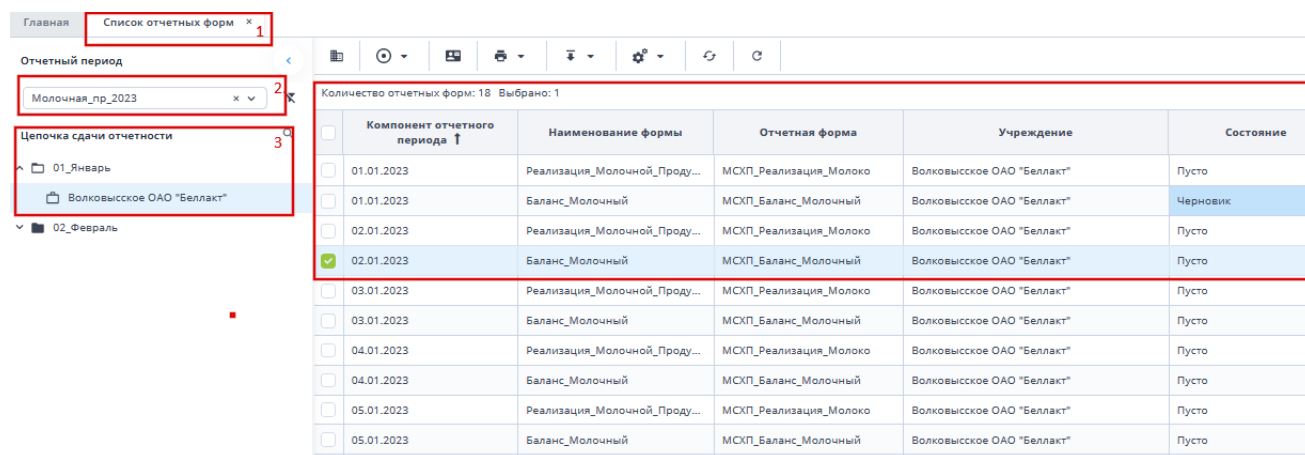 Главная Список отчетных форм × 1
Отчетный период
Молочная_пр_2023 × 2
Цепочка сдачи отчетности 3
01_Январь
Волковысское ОАО "Беллакт"
02_Февраль
Количество отчетных форм: 18 Выбрано: 1
Компонент отчетного периода ↑ Наименование формы Отчетная форма Учреждение Состояние
01.01.2023 Реализация_Молочной_Проду... МСХП_Реализация_Молоко Волковысское ОАО "Беллакт" Пусто
01.01.2023 Баланс_Молочный МСХП_Баланс_Молочный Волковысское ОАО "Беллакт" Черновик
02.01.2023 Реализация_Молочной_Проду... МСХП_Реализация_Молоко Волковысское ОАО "Беллакт" Пусто
02.01.2023 Баланс_Молочный МСХП_Баланс_Молочный Волковысское ОАО "Беллакт" Пусто
03.01.2023 Реализация_Молочной_Проду... МСХП_Реализация_Молоко Волковысское ОАО "Беллакт" Пусто
03.01.2023 Баланс_Молочный МСХП_Баланс_Молочный Волковысское ОАО "Беллакт" Пусто
04.01.2023 Реализация_Молочной_Проду... МСХП_Реализация_Молоко Волковысское ОАО "Беллакт" Пусто
04.01.2023 Баланс_Молочный МСХП_Баланс_Молочный Волковысское ОАО "Беллакт" Пусто
05.01.2023 Реализация_Молочной_Проду... МСХП_Реализация_Молоко Волковысское ОАО "Беллакт" Пусто
05.01.2023 Баланс_Молочный МСХП_Баланс_Молочный Волковысское ОАО "Беллакт" Пусто